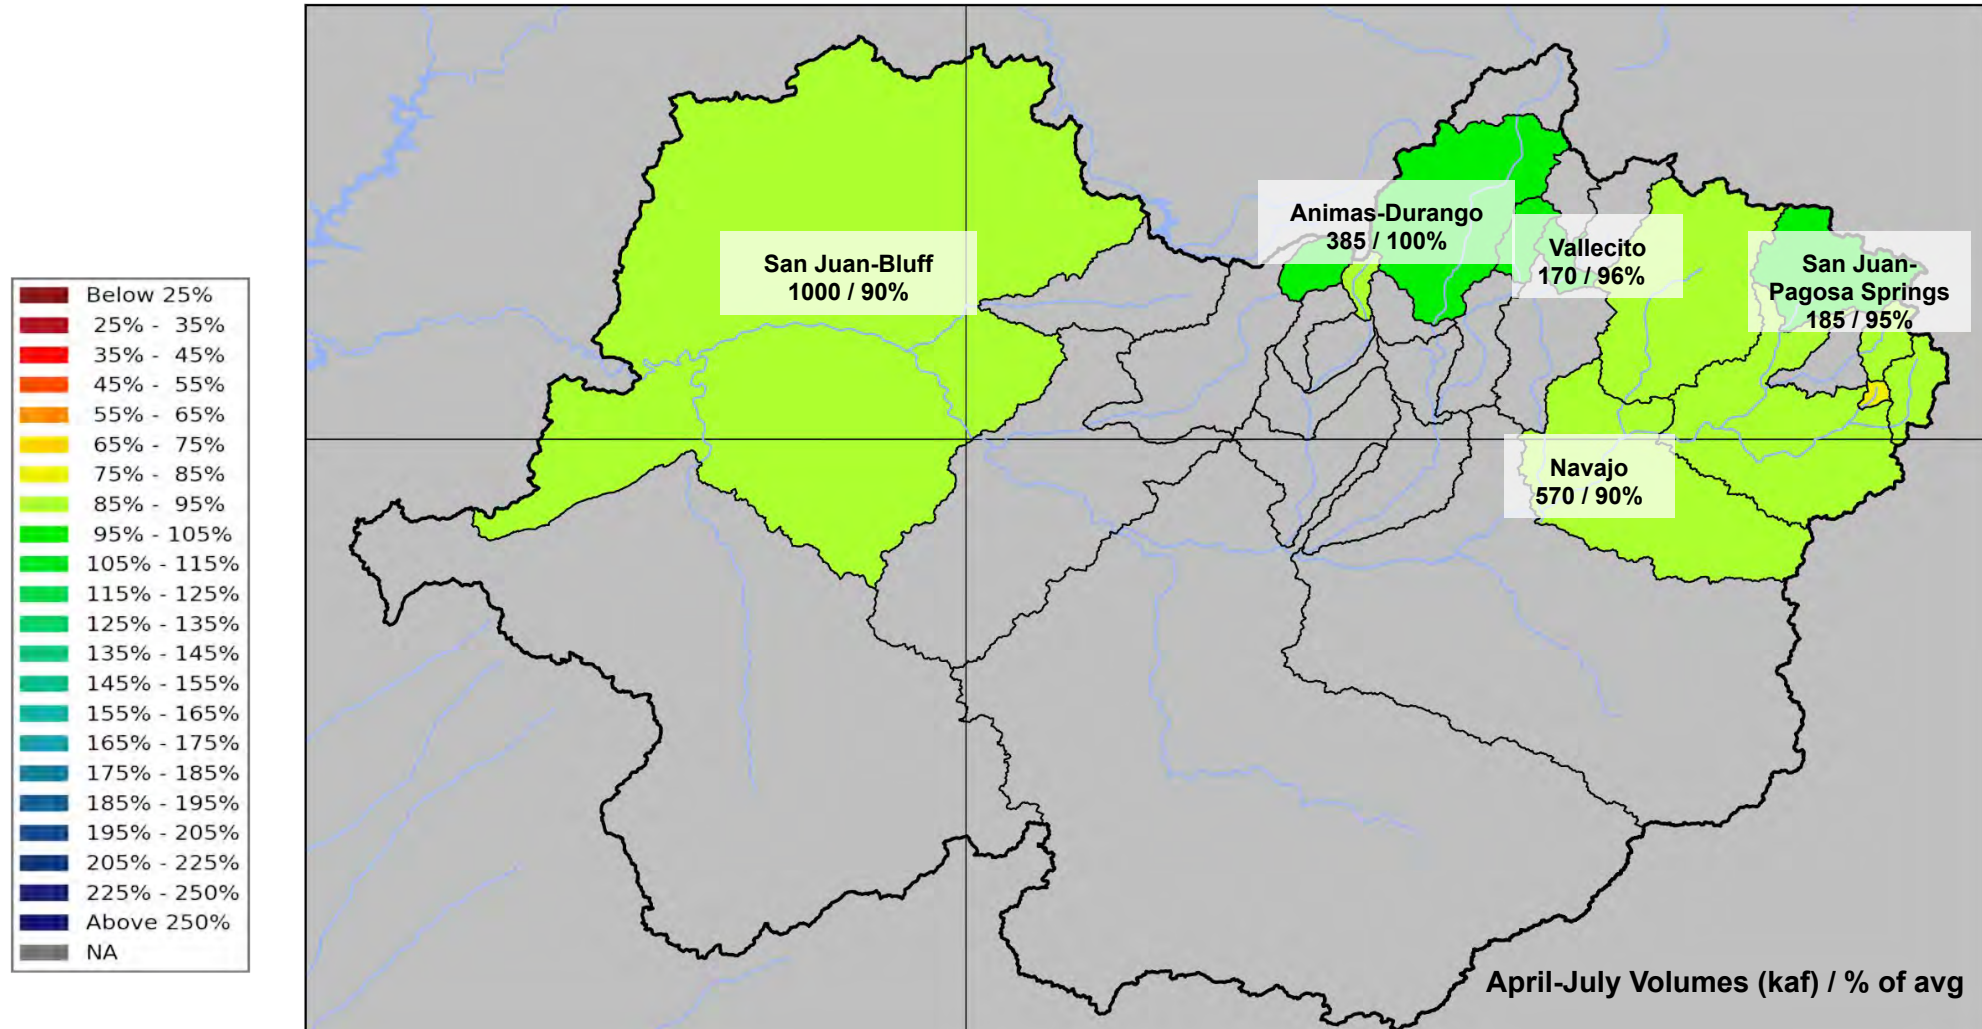 Below 25%
25% - 35%
35% - 45%
45% - 55%
55% - 65%
65% - 75%
75% - 85%
85% - 95%
95% - 105%
105% - 115%
115% - 125%
125% - 135%
135% - 145%
145% - 155%
155% - 165%
165% - 175%
175% - 185%
185% - 195%
195% - 205%
205% - 225%
225% - 250%
Above 250%
NA
San Juan-Bluff
1000 / 90%
Animas-Durango
385 / 100%
Vallecito
170 / 96%
San Juan-
Pagosa Springs
185 / 95%
Navajo
570 / 90%
April-July Volumes (kaf) / % of avg